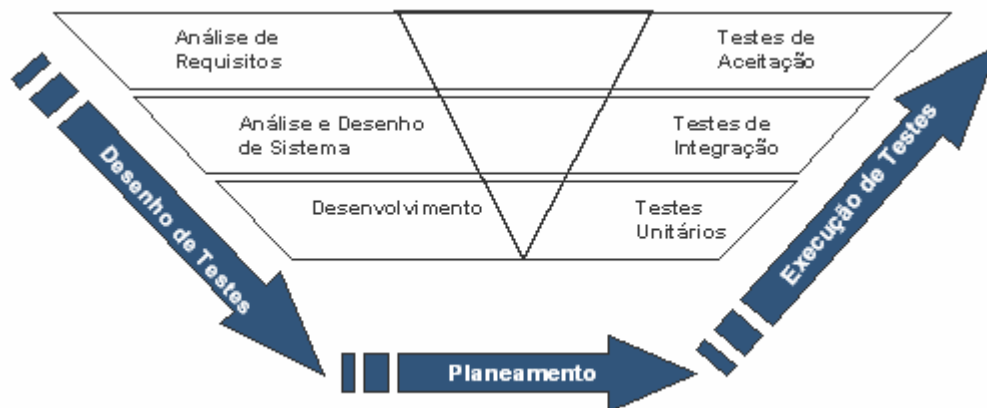 Análise de
Requisitos
Testes de
Aceitação
Análise e Desenho
de Sistema
Testes de
Integração
Desenvolvimento
Testes
Unitários
Desenho de Testes
Planeamento
Execução de Testes